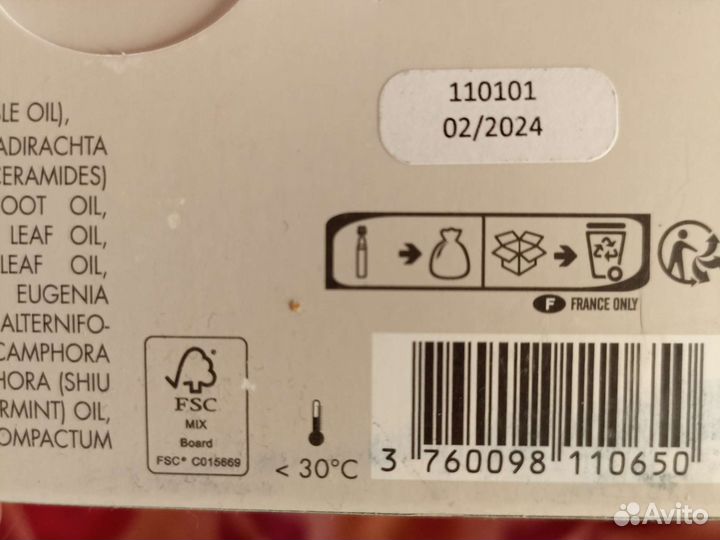 110101
02/2024
LE OIL),
ADIRACHTA
CERAMIDES)
OOT OIL,
LEAF OIL,
LEAF OIL,
EUGENIA
ALTERNIFO-
CAMPHORA
HORA (SHIU
RMINT) OIL,
OMPACTUM
FSC
MIX
Board
FSC® C015669
< 30°C
F FRANCE ONLY
3 760098 110650
Avito